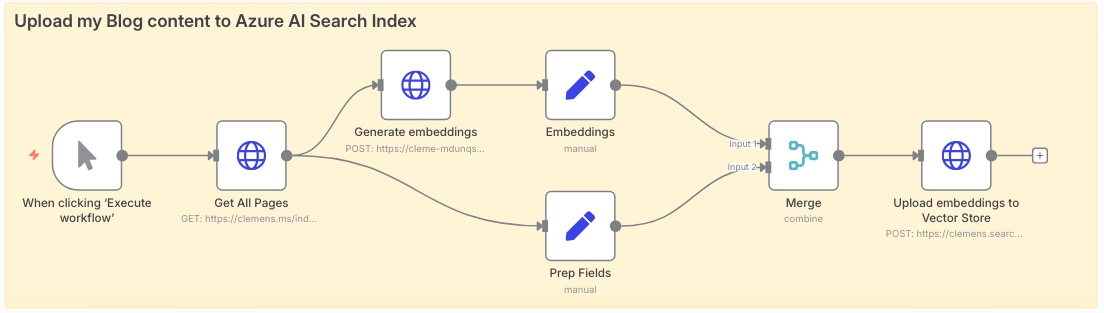 Upload my Blog content to Azure AI Search Index
Generate embeddings
POST: https://cleme-mdunqs...
Embeddings
manual
When clicking ‘Execute
workflow’
Get All Pages
GET: https://clemens.ms/ind...
Input 1
Input 2
Merge
combine
Upload embeddings to
Vector Store
POST: https://clemens.searc...
Prep Fields
manual